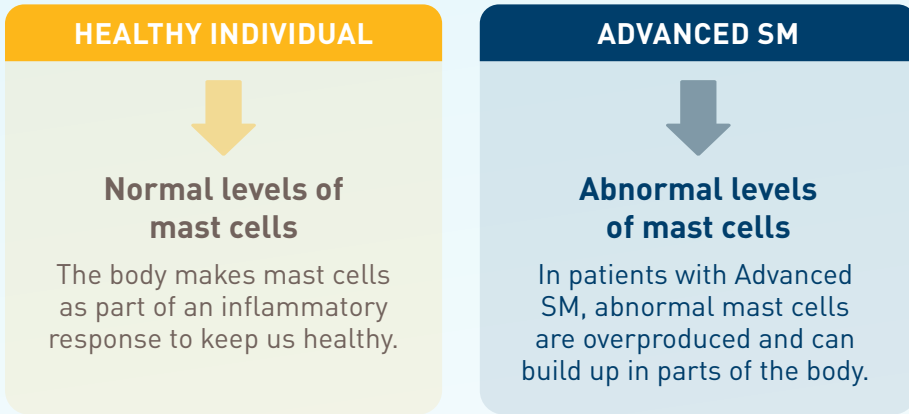 HEALTHY INDIVIDUAL
Normal levels of
mast cells
The body makes mast cells
as part of an inflammatory
response to keep us healthy.
ADVANCED SM
Abnormal levels
of mast cells
In patients with Advanced
SM, abnormal mast cells
are overproduced and can
build up in parts of the body.